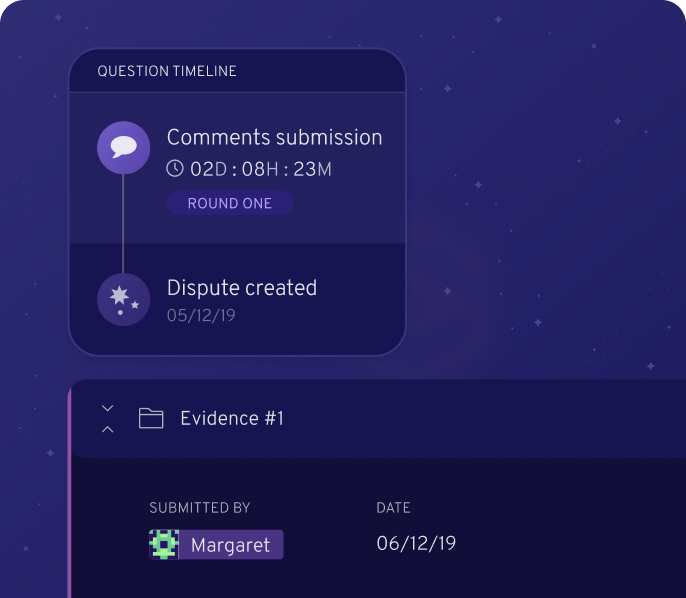 QUESTION TIMELINE
Comments submission
02D : 08H : 23M
ROUND ONE
Dispute created
05/12/19
Evidence #1
SUBMITTED BY
Margaret
DATE
06/12/19